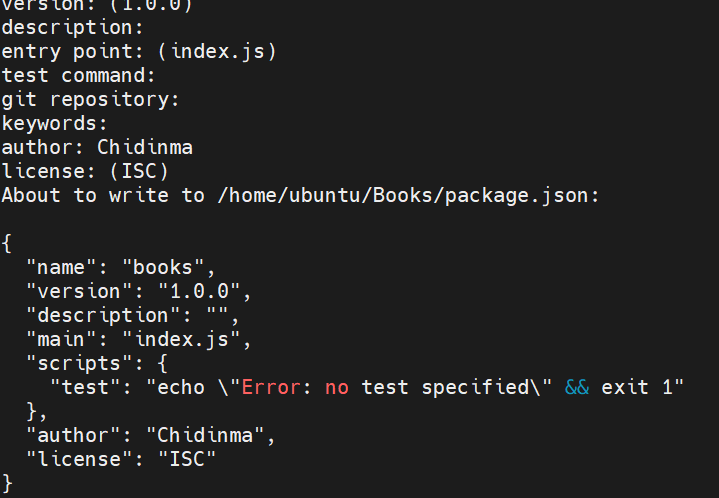 version: (1.0.0)
description:
entry point: (index.js)
test command:
git repository:
keywords:
author: Chidinma
license: (ISC)
About to write to /home/ubuntu/Books/package.json:

{
  "name": "books",
  "version": "1.0.0",
  "description": "",
  "main": "index.js",
  "scripts": {
    "test": "echo \"Error: no test specified\" && exit 1"
  },
  "author": "Chidinma",
  "license": "ISC"
}